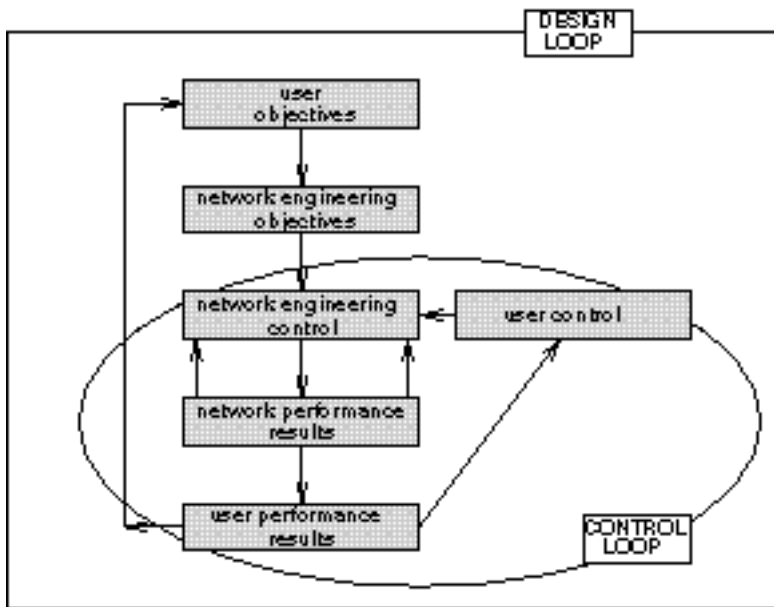 DESIGN
LOOP
user
objectives
network engineering
objectives
network engineering
control
user control
network performance
results
user performance
results
CONTROL
LOOP